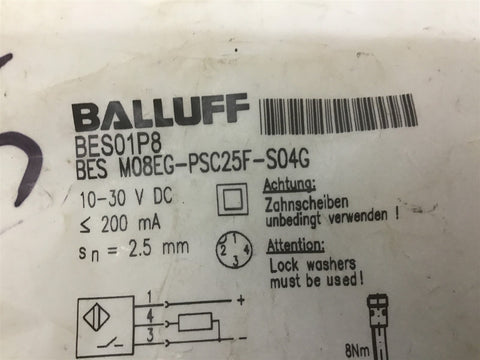 BALLUFF
BES01P8
BES M08EG-PSC25F-S04G
10-30 V DC
≤ 200 mA
sn = 2.5 mm
Achtung:
Zahnscheiben
unbedingt verwenden !
1
2 4
3
Attention:
Lock washers
must be used!
1 +
4
3 −
8Nm